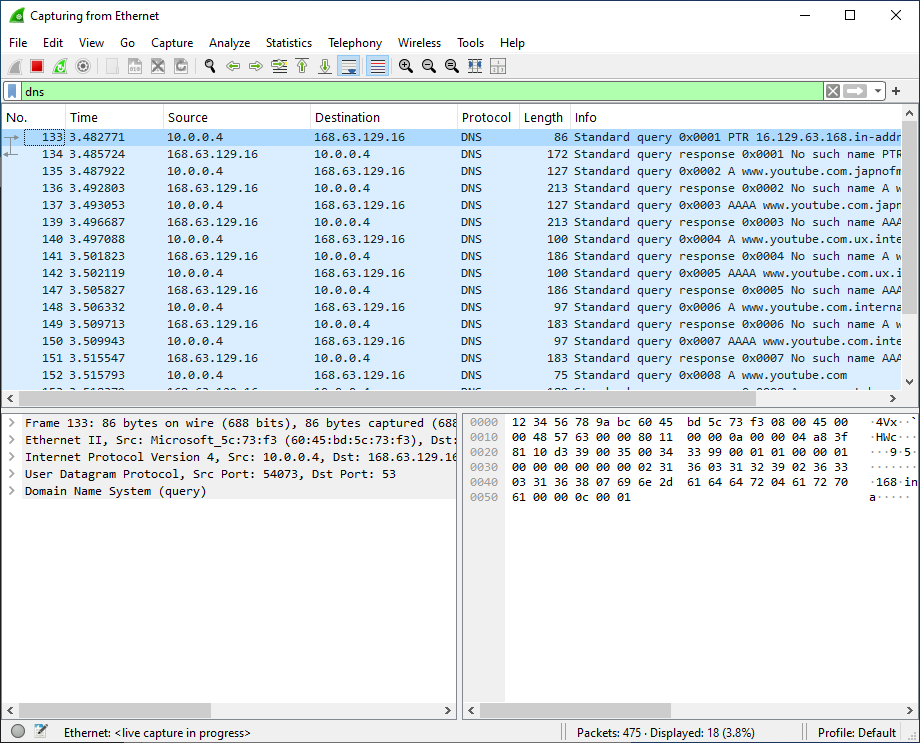 Capturing from Ethernet
File Edit View Go Capture Analyze Statistics Telephony Wireless Tools Help
dns
No. Time Source Destination Protocol Length Info
133 3.482771 10.0.0.4 168.63.129.16 DNS 86 Standard query 0x0001 PTR 16.129.63.168.in-addr
134 3.485724 168.63.129.16 10.0.0.4 DNS 172 Standard query response 0x0001 No such name PTR
135 3.487922 10.0.0.4 168.63.129.16 DNS 127 Standard query 0x0002 A www.youtube.com.japnofm
136 3.492803 168.63.129.16 10.0.0.4 DNS 213 Standard query response 0x0002 No such name A w
137 3.493053 10.0.0.4 168.63.129.16 DNS 127 Standard query 0x0003 AAAA www.youtube.com.japn
139 3.496687 168.63.129.16 10.0.0.4 DNS 213 Standard query response 0x0003 No such name AAA
140 3.497088 10.0.0.4 168.63.129.16 DNS 100 Standard query 0x0004 A www.youtube.com.ux.inte
141 3.501823 168.63.129.16 10.0.0.4 DNS 186 Standard query response 0x0004 No such name A w
142 3.502119 10.0.0.4 168.63.129.16 DNS 100 Standard query 0x0005 AAAA www.youtube.com.ux.i
147 3.505827 168.63.129.16 10.0.0.4 DNS 186 Standard query response 0x0005 No such name AAA
148 3.506332 10.0.0.4 168.63.129.16 DNS 97 Standard query 0x0006 A www.youtube.com.interna
149 3.509713 168.63.129.16 10.0.0.4 DNS 183 Standard query response 0x0006 No such name A w
150 3.509943 10.0.0.4 168.63.129.16 DNS 97 Standard query 0x0007 AAAA www.youtube.com.inte
151 3.515547 168.63.129.16 10.0.0.4 DNS 183 Standard query response 0x0007 No such name AAA
152 3.515793 10.0.0.4 168.63.129.16 DNS 75 Standard query 0x0008 A www.youtube.com
Frame 133: 86 bytes on wire (688 bits), 86 bytes captured (688
Ethernet II, Src: Microsoft_5c:73:f3 (60:45:bd:5c:73:f3), Dst:
Internet Protocol Version 4, Src: 10.0.0.4, Dst: 168.63.129.16
User Datagram Protocol, Src Port: 54073, Dst Port: 53
Domain Name System (query)
0000 12 34 56 78 9a bc 60 45 bd 5c 73 f3 08 00 45 00 ·4Vx··`
0010 00 48 57 63 00 00 80 11 00 00 0a 00 00 04 a8 3f ·HWc····
0020 81 10 d3 39 00 35 00 34 33 99 00 01 01 00 00 01 ···9·5·
0030 00 00 00 00 00 00 02 31 36 03 31 32 39 02 36 33 ·······
0040 03 31 36 38 07 69 6e 2d 61 64 64 72 04 61 72 70 ·168·in
0050 61 00 00 0c 00 01 a·····
Ethernet: <live capture in progress>
Packets: 475 · Displayed: 18 (3.8%)
Profile: Default